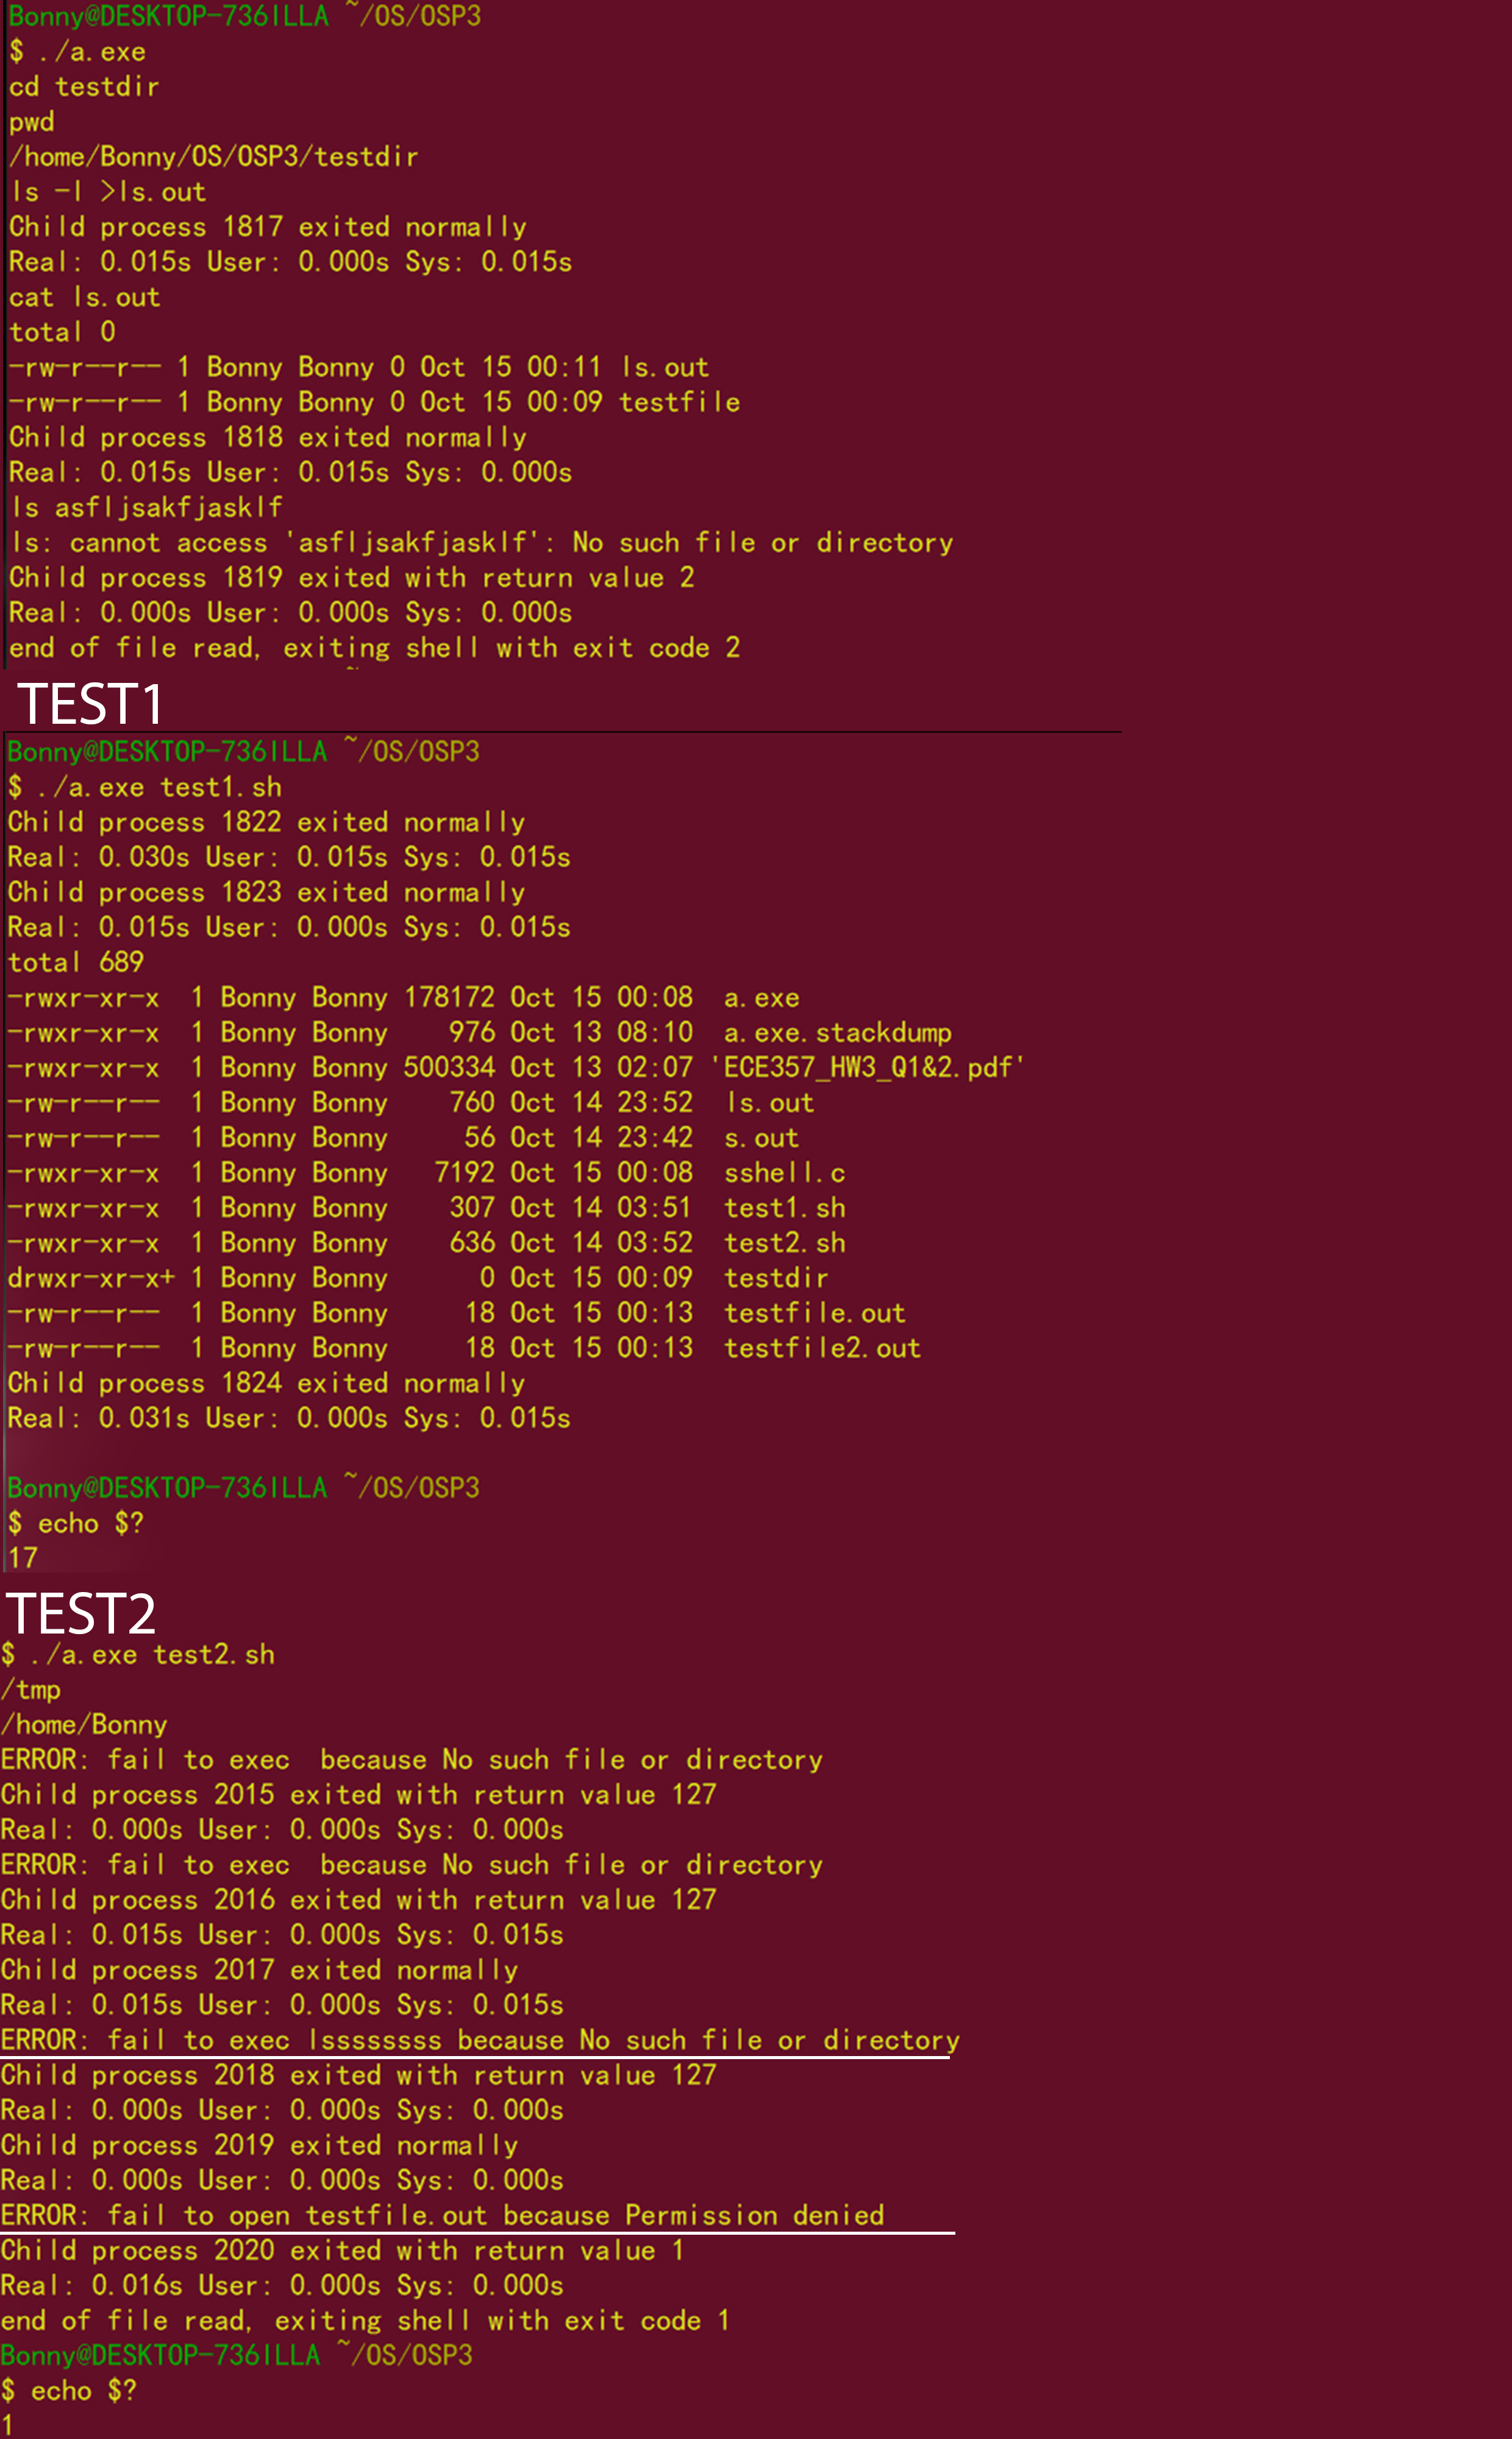 Bonny@DESKTOP-736ILLA ~/OS/OSP3
$ ./a.exe
cd testdir
pwd
/home/Bonny/OS/OSP3/testdir
ls -l >ls.out
Child process 1817 exited normally
Real: 0.015s User: 0.000s Sys: 0.015s
cat ls.out
total 0
-rw-r--r-- 1 Bonny Bonny 0 Oct 15 00:11 ls.out
-rw-r--r-- 1 Bonny Bonny 0 Oct 15 00:09 testfile
Child process 1818 exited normally
Real: 0.015s User: 0.015s Sys: 0.000s
ls asfljsakfjasklf
ls: cannot access 'asfljsakfjasklf': No such file or directory
Child process 1819 exited with return value 2
Real: 0.000s User: 0.000s Sys: 0.000s
end of file read, exiting shell with exit code 2
TEST1
Bonny@DESKTOP-736ILLA ~/OS/OSP3
$ ./a.exe test1.sh
Child process 1822 exited normally
Real: 0.030s User: 0.015s Sys: 0.015s
Child process 1823 exited normally
Real: 0.015s User: 0.000s Sys: 0.015s
total 689
-rwxr-xr-x  1 Bonny Bonny 178172 Oct 15 00:08  a.exe
-rwxr-xr-x  1 Bonny Bonny    976 Oct 13 08:10  a.exe.stackdump
-rwxr-xr-x  1 Bonny Bonny 500334 Oct 13 02:07 'ECE357_HW3_Q1&2.pdf'
-rw-r--r--  1 Bonny Bonny    760 Oct 14 23:52  ls.out
-rw-r--r--  1 Bonny Bonny     56 Oct 14 23:42  s.out
-rwxr-xr-x  1 Bonny Bonny   7192 Oct 15 00:08  sshell.c
-rwxr-xr-x  1 Bonny Bonny    307 Oct 14 03:51  test1.sh
-rwxr-xr-x  1 Bonny Bonny    636 Oct 14 03:52  test2.sh
drwxr-xr-x+ 1 Bonny Bonny      0 Oct 15 00:09  testdir
-rw-r--r--  1 Bonny Bonny     18 Oct 15 00:13  testfile.out
-rw-r--r--  1 Bonny Bonny     18 Oct 15 00:13  testfile2.out
Child process 1824 exited normally
Real: 0.031s User: 0.000s Sys: 0.015s
Bonny@DESKTOP-736ILLA ~/OS/OSP3
$ echo $?
17
TEST2
$ ./a.exe test2.sh
/tmp
/home/Bonny
ERROR: fail to exec  because No such file or directory
Child process 2015 exited with return value 127
Real: 0.000s User: 0.000s Sys: 0.000s
ERROR: fail to exec  because No such file or directory
Child process 2016 exited with return value 127
Real: 0.015s User: 0.000s Sys: 0.015s
Child process 2017 exited normally
Real: 0.015s User: 0.000s Sys: 0.015s
ERROR: fail to exec lssssssss because No such file or directory
Child process 2018 exited with return value 127
Real: 0.000s User: 0.000s Sys: 0.000s
Child process 2019 exited normally
Real: 0.000s User: 0.000s Sys: 0.000s
ERROR: fail to open testfile.out because Permission denied
Child process 2020 exited with return value 1
Real: 0.016s User: 0.000s Sys: 0.000s
end of file read, exiting shell with exit code 1
Bonny@DESKTOP-736ILLA ~/OS/OSP3
$ echo $?
1